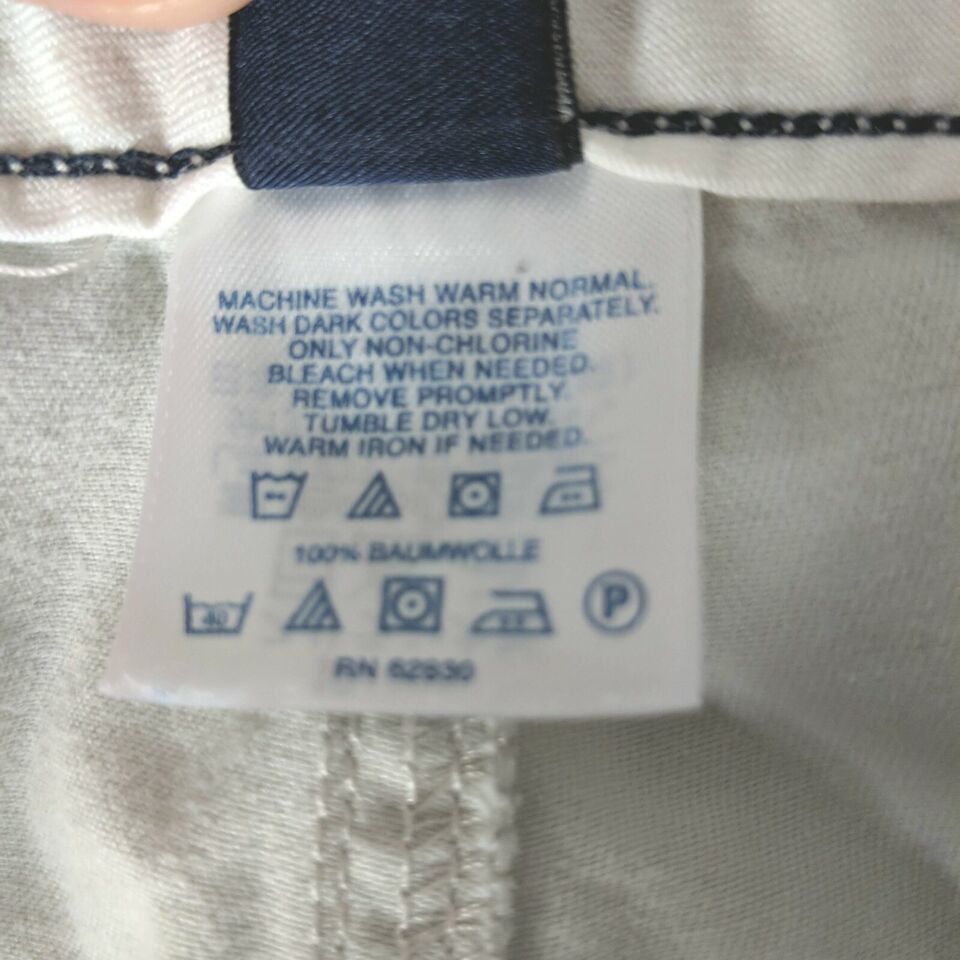 MACHINE WASH WARM NORMAL.
WASH DARK COLORS SEPARATELY.
ONLY NON-CHLORINE
BLEACH WHEN NEEDED.
REMOVE PROMPTLY.
TUMBLE DRY LOW.
WARM IRON IF NEEDED.
100% BAUMWOLLE
40
P
RN 62830